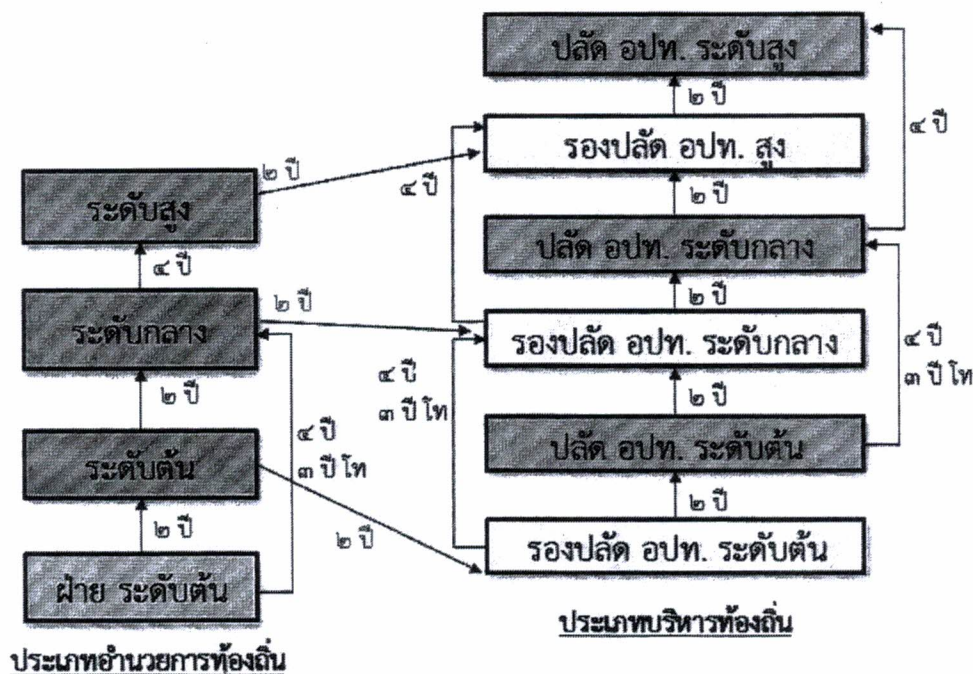 ปลัด อปท. ระดับสูง
๒ ปี
๔ ปี
รองปลัด อปท. สูง
๒ ปี
๔ ปี
๒ ปี
ระดับสูง
ปลัด อปท. ระดับกลาง
๔ ปี
๒ ปี
๒ ปี
ระดับกลาง
รองปลัด อปท. ระดับกลาง
๔ ปี
๓ ปี โท
๒ ปี
๔ ปี
๓ ปี โท
๒ ปี
ปลัด อปท. ระดับต้น
๔ ปี
๓ ปี โท
ระดับต้น
๒ ปี
๒ ปี
๒ ปี
รองปลัด อปท. ระดับต้น
ฝ่าย ระดับต้น
ประเภทบริหารท้องถิ่น
ประเภทอำนวยการท้องถิ่น